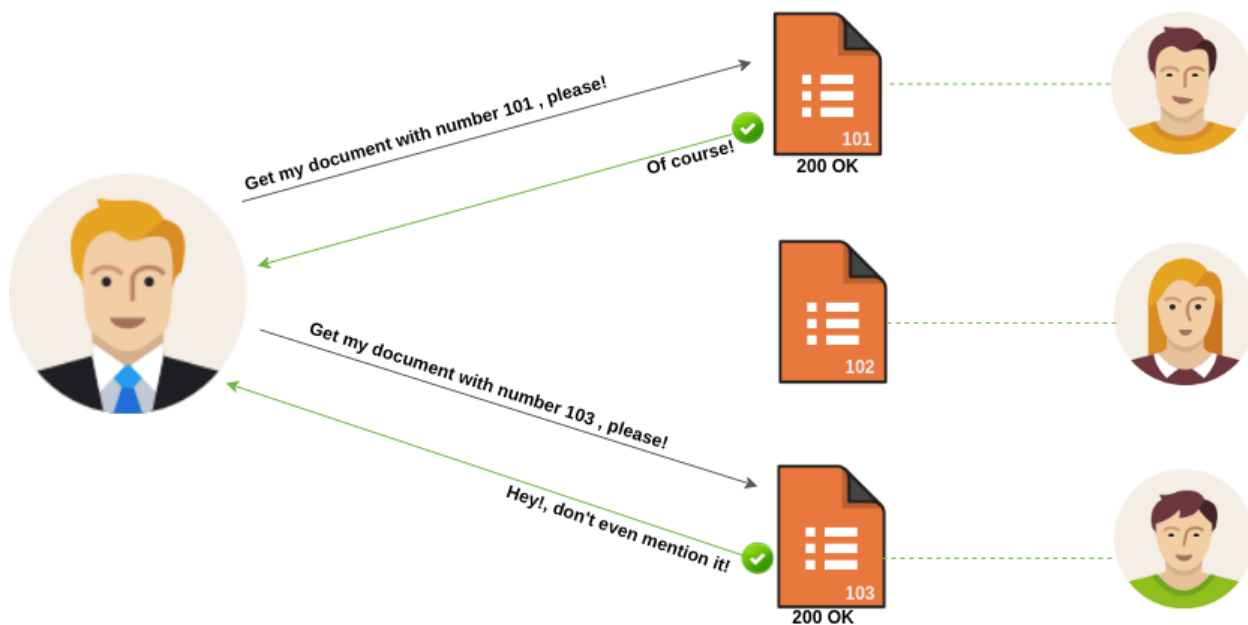 Get my document with number 101 , please!
101
Of course!
200 OK
102
Get my document with number 103 , please!
Hey!, don't even mention it!
103
200 OK